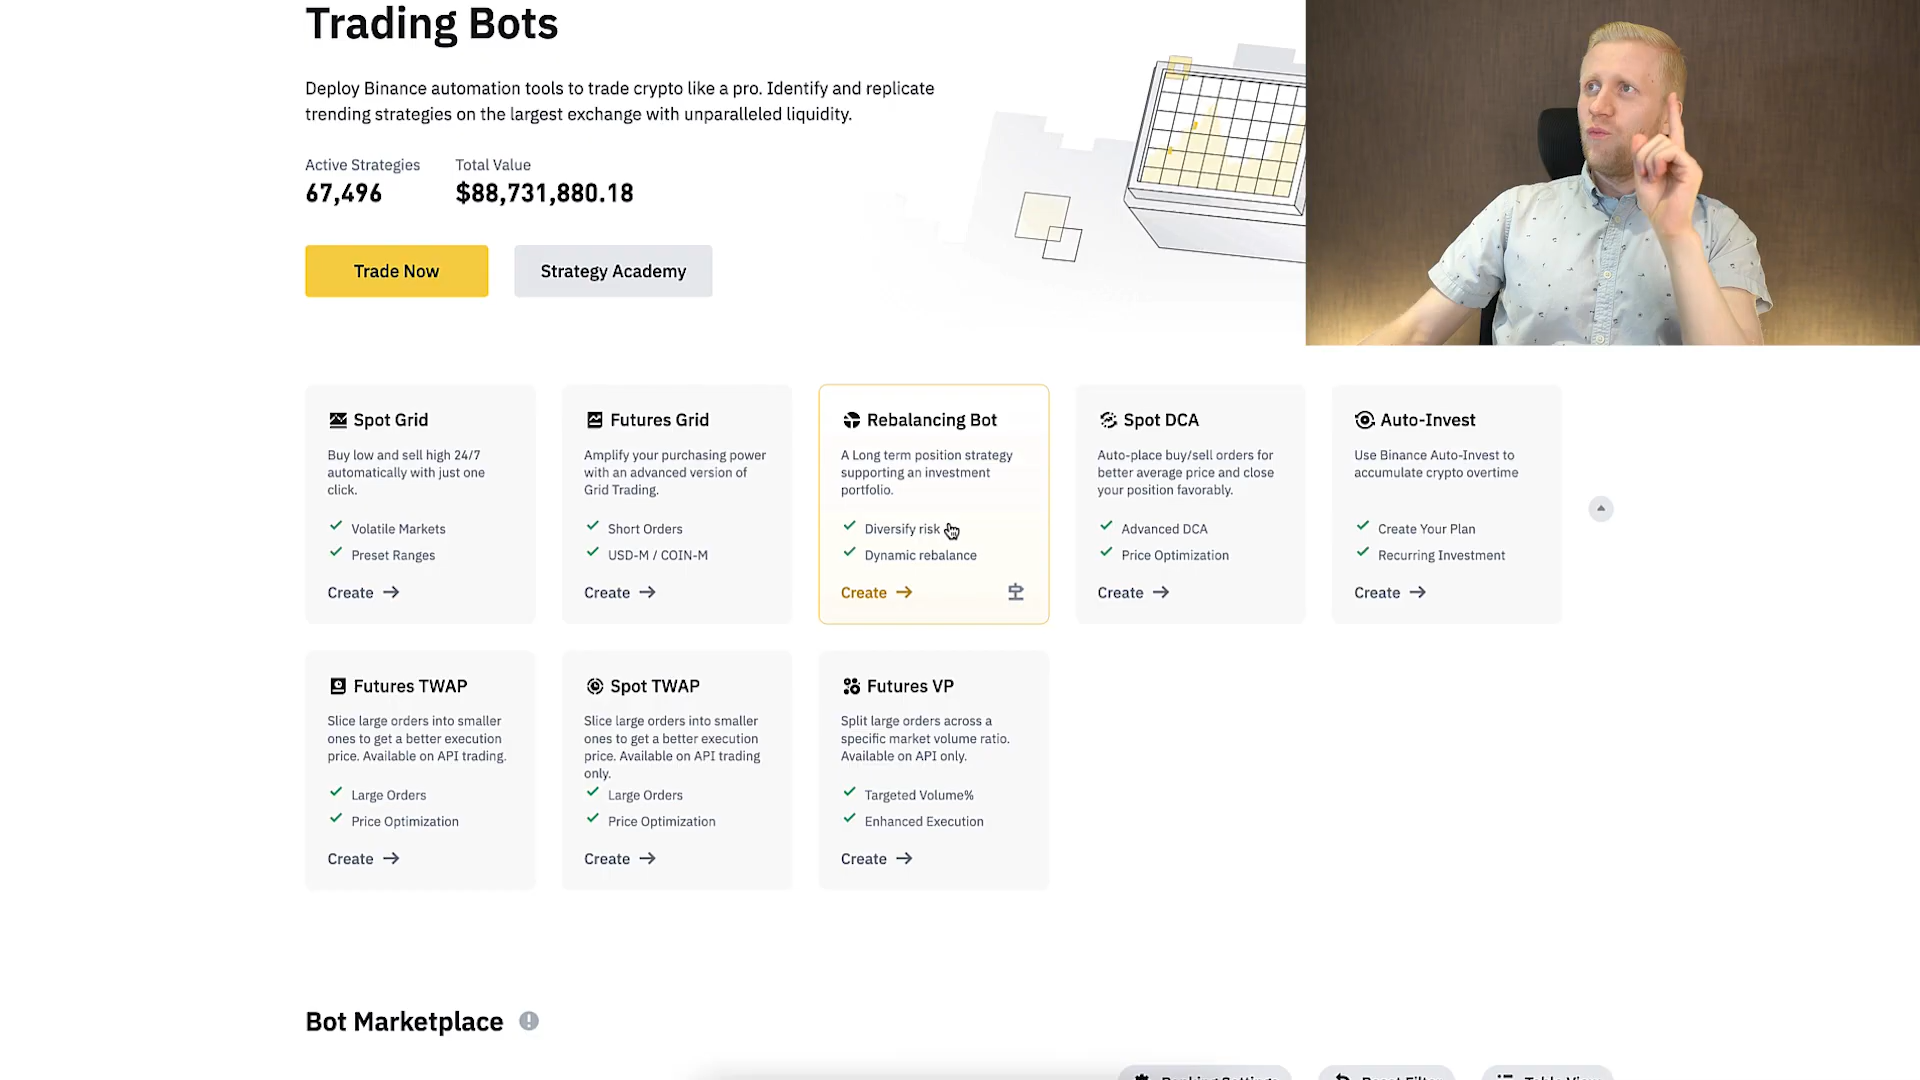 Trading Bots
Deploy Binance automation tools to trade crypto like a pro. Identify and replicate
trending strategies on the largest exchange with unparalleled liquidity.
Active Strategies
67,496
Total Value
$88,731,880.18
Trade Now
Strategy Academy
Spot Grid
Buy low and sell high 24/7
automatically with just one
click.
Volatile Markets
Preset Ranges
Create
Futures Grid
Amplify your purchasing power
with an advanced version of
Grid Trading.
Short Orders
USD-M / COIN-M
Create
Rebalancing Bot
A Long term position strategy
supporting an investment
portfolio.
Diversify risk
Dynamic rebalance
Create
Spot DCA
Auto-place buy/sell orders for
better average price and close
your position favorably.
Advanced DCA
Price Optimization
Create
Auto-Invest
Use Binance Auto-Invest to
accumulate crypto overtime
Create Your Plan
Recurring Investment
Create
Futures TWAP
Slice large orders into smaller
ones to get a better execution
price. Available on API trading.
Large Orders
Price Optimization
Create
Spot TWAP
Slice large orders into smaller
ones to get a better execution
price. Available on API trading
only.
Large Orders
Price Optimization
Create
Futures VP
Split large orders across a
specific market volume ratio.
Available on API only.
Targeted Volume%
Enhanced Execution
Create
Bot Marketplace
Ranking Settings
Reset Filter
Table View